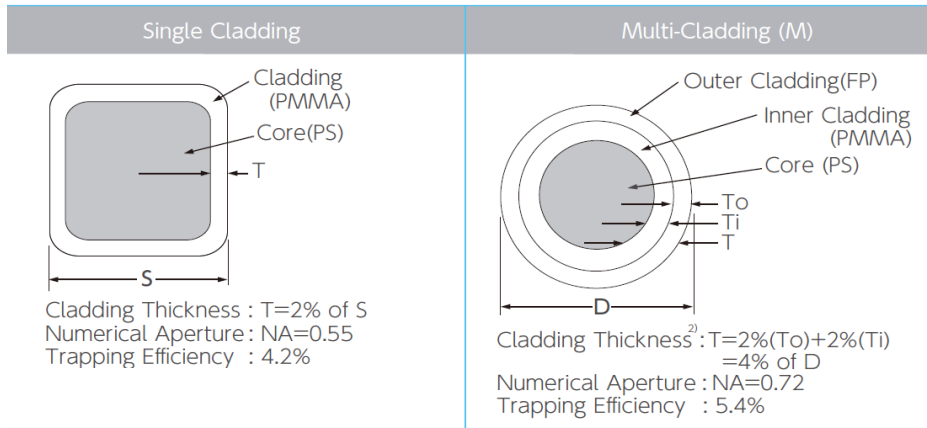 Single Cladding
Cladding
(PMMA)
Core(PS)
T
S
Cladding Thickness : T=2% of S
Numerical Aperture : NA=0.55
Trapping Efficiency : 4.2%
Multi-Cladding (M)
Outer Cladding(FP)
Inner Cladding
(PMMA)
Core (PS)
To
Ti
T
D
Cladding Thickness²⁾ : T=2%(To)+2%(Ti)
=4% of D
Numerical Aperture : NA=0.72
Trapping Efficiency : 5.4%